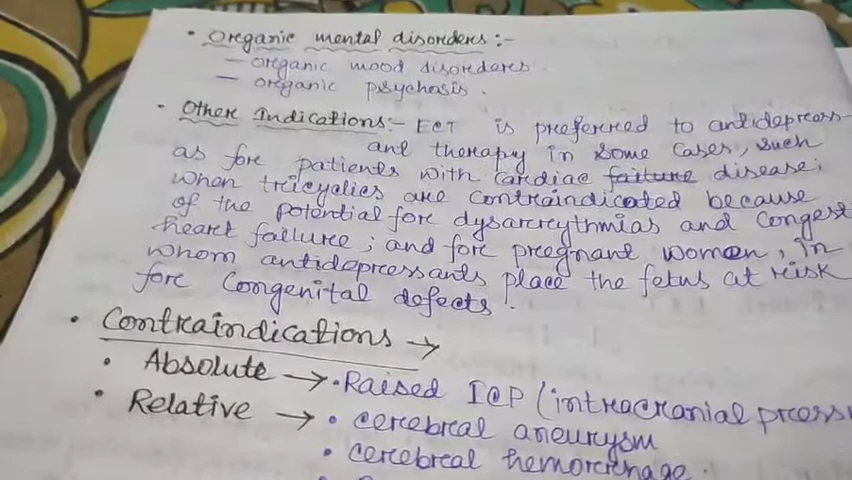 • Organic mental disorders :-
– organic mood disorders
– organic psychosis.
• Other Indications:- ECT is preferred to antidepress-
ant therapy in some cases, such
as for patients with cardiac failure disease;
when tricyclics are contraindicated because
of the potential for dysarrythmias and congest
heart failure; and for pregnant women, in
whom antidepressants place the fetus at risk
for congenital defects.
• Contraindications →
• Absolute → • Raised ICP (intracranial pressu
• Relative → • cerebral aneurysm
• cerebral hemorrhage.